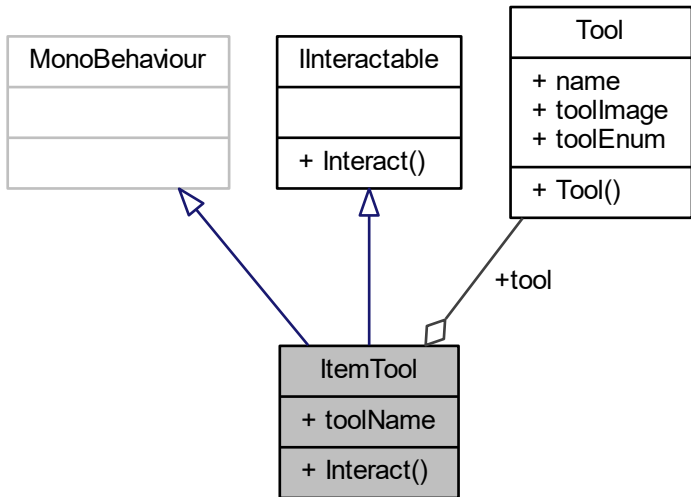 MonoBehaviour
IInteractable
+ Interact()
Tool
+ name
+ toolImage
+ toolEnum
+ Tool()
+tool
ItemTool
+ toolName
+ Interact()